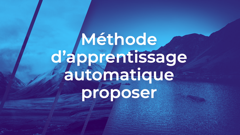 Méthode
d’apprentissage
automatique
proposer